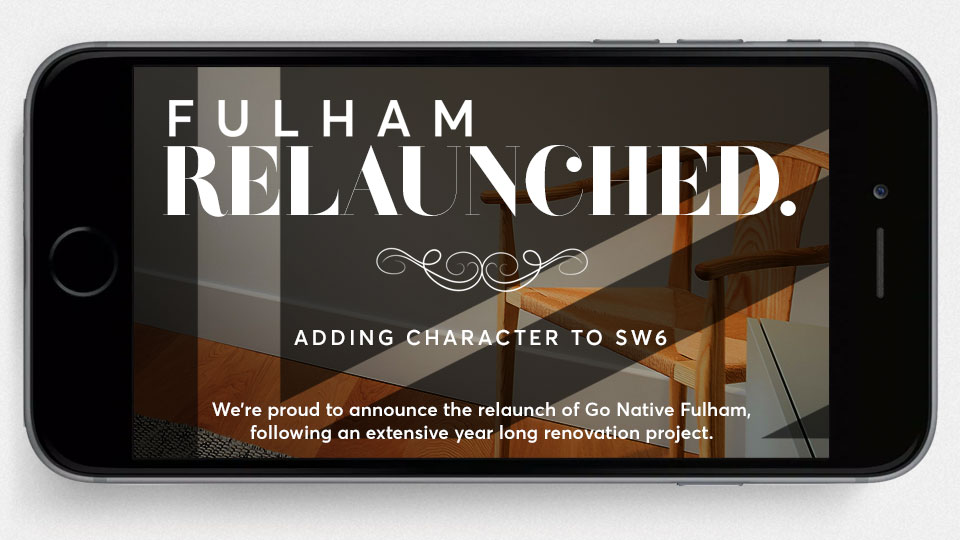 FULHAM
RELAUNCHED.
ADDING CHARACTER TO SW6
We're proud to announce the relaunch of Go Native Fulham,
following an extensive year long renovation project.